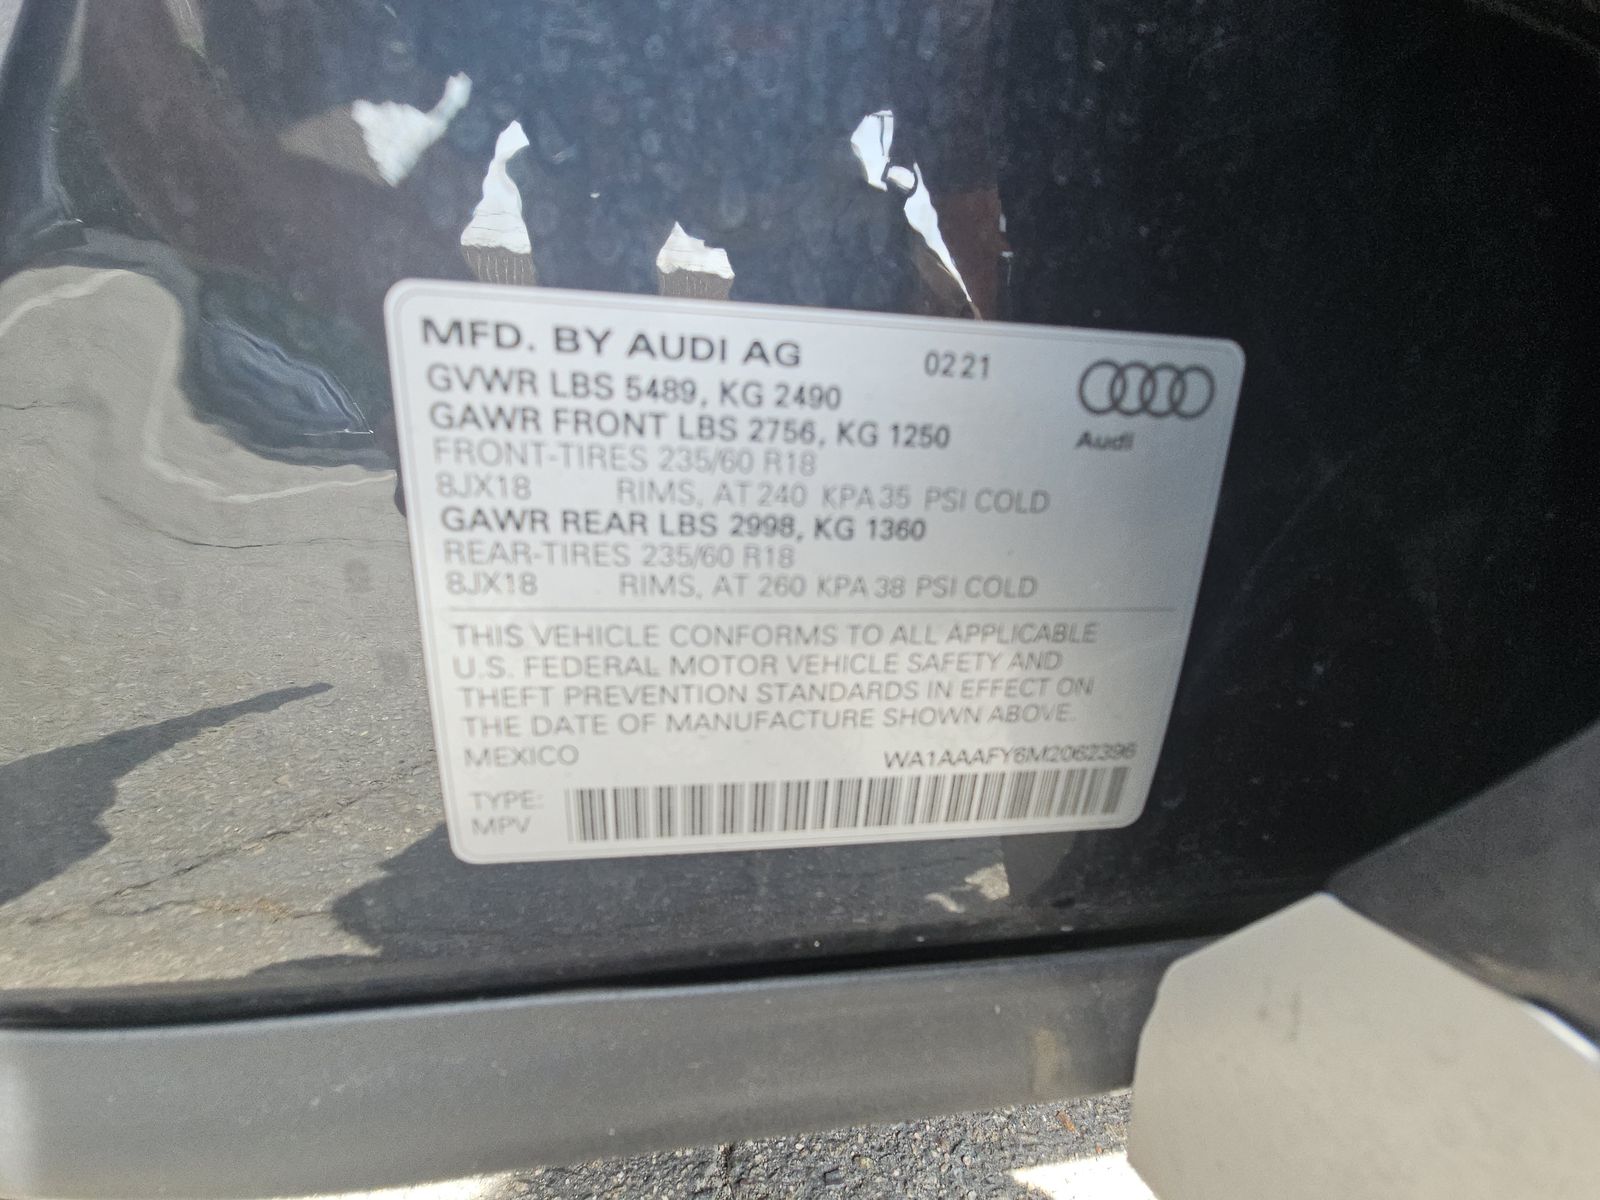 MFD. BY AUDI AG 0221
GVWR LBS 5489, KG 2490
GAWR FRONT LBS 2756, KG 1250
Audi
FRONT-TIRES 235/60 R18
8JX18 RIMS, AT 240 KPA 35 PSI COLD
GAWR REAR LBS 2998, KG 1360
REAR-TIRES 235/60 R18
8JX18 RIMS, AT 260 KPA 38 PSI COLD
THIS VEHICLE CONFORMS TO ALL APPLICABLE
U.S. FEDERAL MOTOR VEHICLE SAFETY AND
THEFT PREVENTION STANDARDS IN EFFECT ON
THE DATE OF MANUFACTURE SHOWN ABOVE.
MEXICO WA1AAAFY6M2062396
TYPE:
MPV